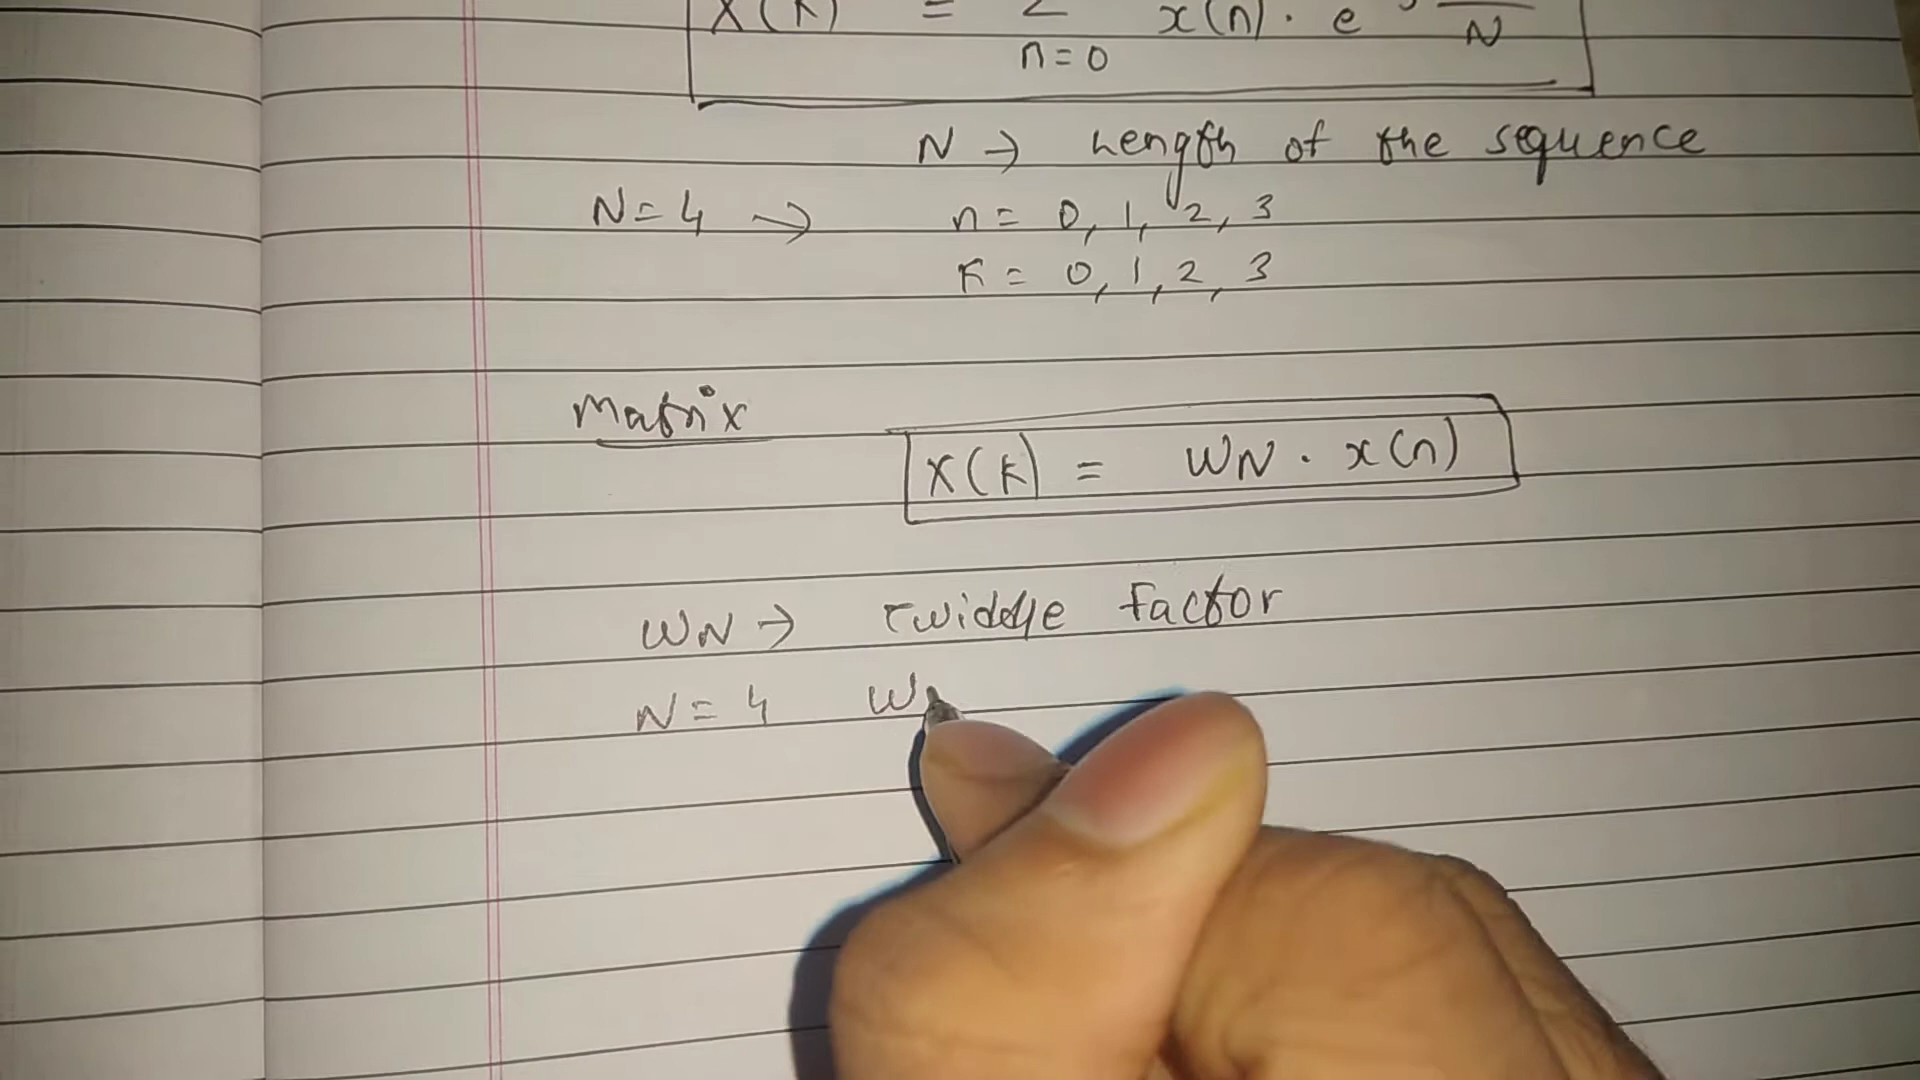 X(K) = Σ x(n) . e N
n=0
N → Length of the sequence
N=4 → n = 0, 1, 2, 3
K = 0, 1, 2, 3
Matrix
X(K) = WN . x(n)
WN → Twiddle Factor
N=4 W